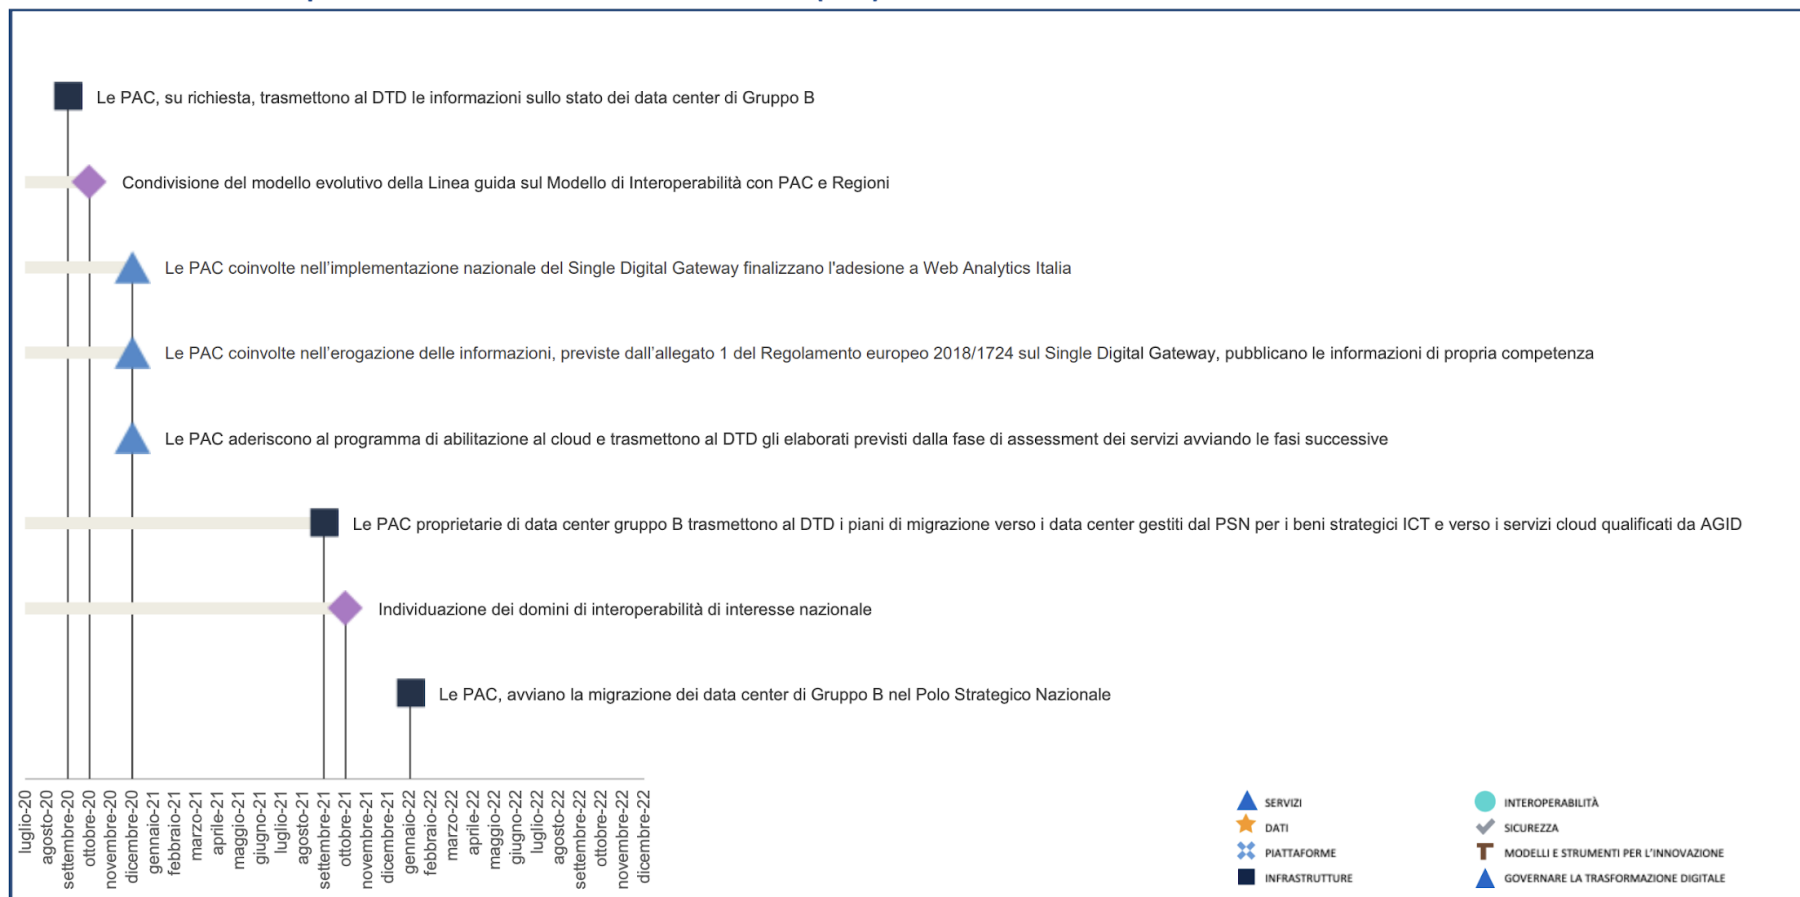 Le PAC, su richiesta, trasmettono al DTD le informazioni sullo stato dei data center di Gruppo B
Condivisione del modello evolutivo della Linea guida sul Modello di Interoperabilità con PAC e Regioni
Le PAC coinvolte nell'implementazione nazionale del Single Digital Gateway finalizzano l'adesione a Web Analytics Italia
Le PAC coinvolte nell'erogazione delle informazioni, previste dall'allegato 1 del Regolamento europeo 2018/1724 sul Single Digital Gateway, pubblicano le informazioni di propria competenza
Le PAC aderiscono al programma di abilitazione al cloud e trasmettono al DTD gli elaborati previsti dalla fase di assessment dei servizi avviando le fasi successive
Le PAC proprietarie di data center gruppo B trasmettono al DTD i piani di migrazione verso i data center gestiti dal PSN per i beni strategici ICT e verso i servizi cloud qualificati da AGID
Individuazione dei domini di interoperabilità di interesse nazionale
Le PAC, avviano la migrazione dei data center di Gruppo B nel Polo Strategico Nazionale
luglio-20
agosto-20
settembre-20
ottobre-20
novembre-20
dicembre-20
gennaio-21
febbraio-21
marzo-21
aprile-21
maggio-21
giugno-21
luglio-21
agosto-21
settembre-21
ottobre-21
novembre-21
dicembre-21
gennaio-22
febbraio-22
marzo-22
aprile-22
maggio-22
giugno-22
luglio-22
agosto-22
settembre-22
ottobre-22
novembre-22
dicembre-22
SERVIZI
DATI
PIATTAFORME
INFRASTRUTTURE
INTEROPERABILITÀ
SICUREZZA
MODELLI E STRUMENTI PER L'INNOVAZIONE
GOVERNARE LA TRASFORMAZIONE DIGITALE